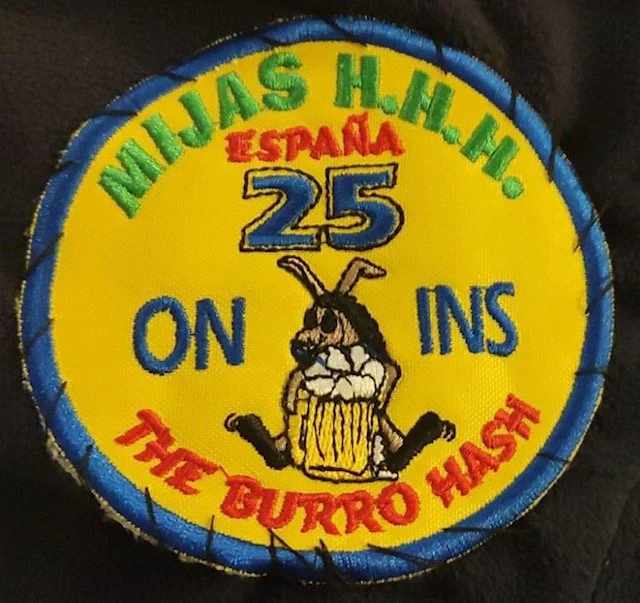 MIJAS H.H.H.
ESPAÑA
25
ON INS
THE BURRO HASH